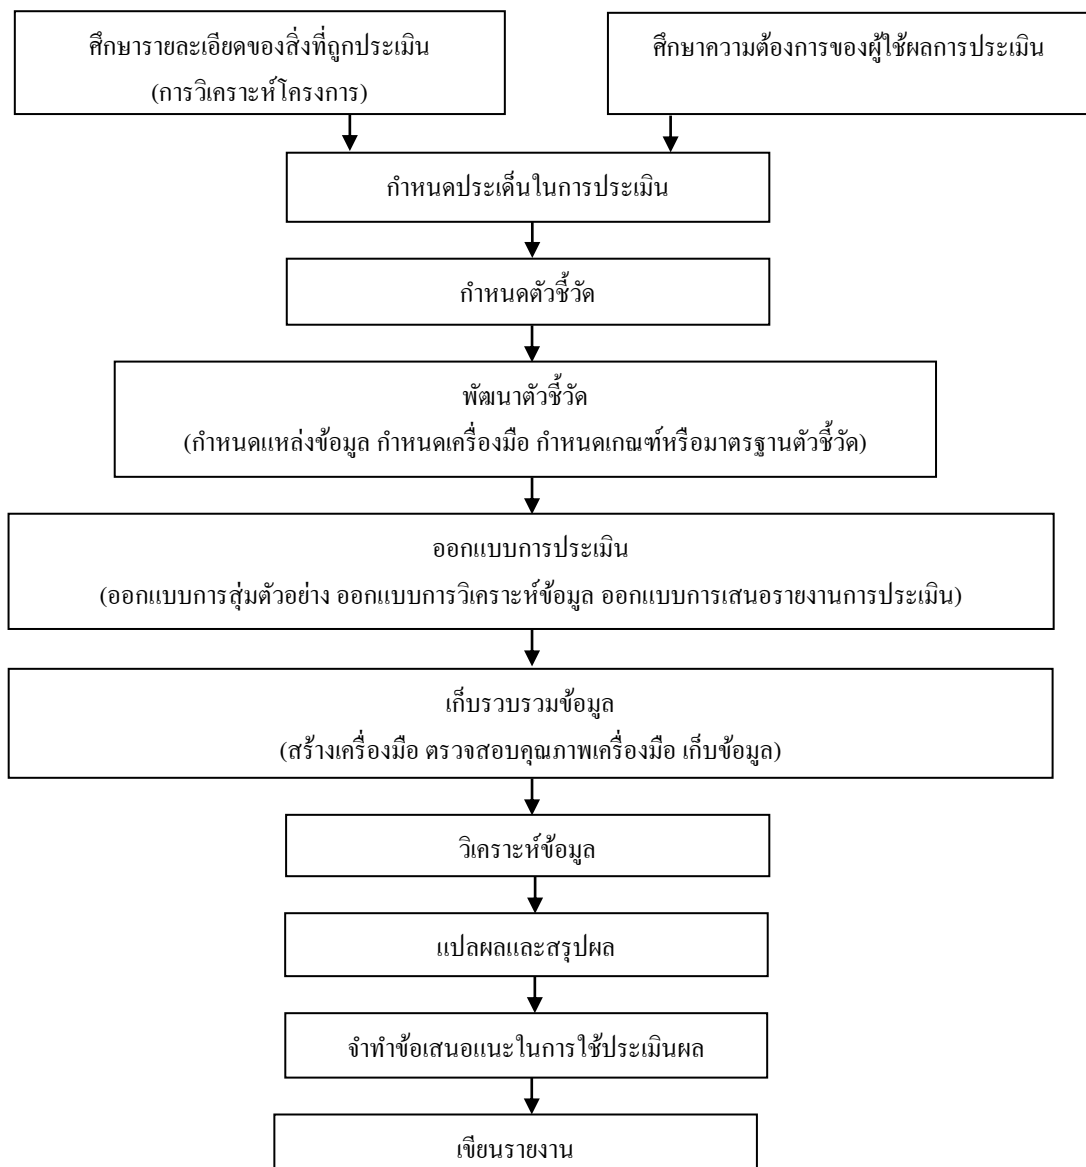 ศึกษารายละเอียดของสิ่งที่ถูกประเมิน
(การวิเคราะห์โครงการ)
ศึกษาความต้องการของผู้ใช้ผลการประเมิน
กำหนดประเด็นในการประเมิน
กำหนดตัวชี้วัด
พัฒนาตัวชี้วัด
(กำหนดแหล่งข้อมูล กำหนดเครื่องมือ กำหนดเกณฑ์หรือมาตรฐานตัวชี้วัด)
ออกแบบการประเมิน
(ออกแบบการสุ่มตัวอย่าง ออกแบบการวิเคราะห์ข้อมูล ออกแบบการเสนอรายงานการประเมิน)
เก็บรวบรวมข้อมูล
(สร้างเครื่องมือ ตรวจสอบคุณภาพเครื่องมือ เก็บข้อมูล)
วิเคราะห์ข้อมูล
แปลผลและสรุปผล
จำทำข้อเสนอแนะในการใช้ประเมินผล
เขียนรายงาน